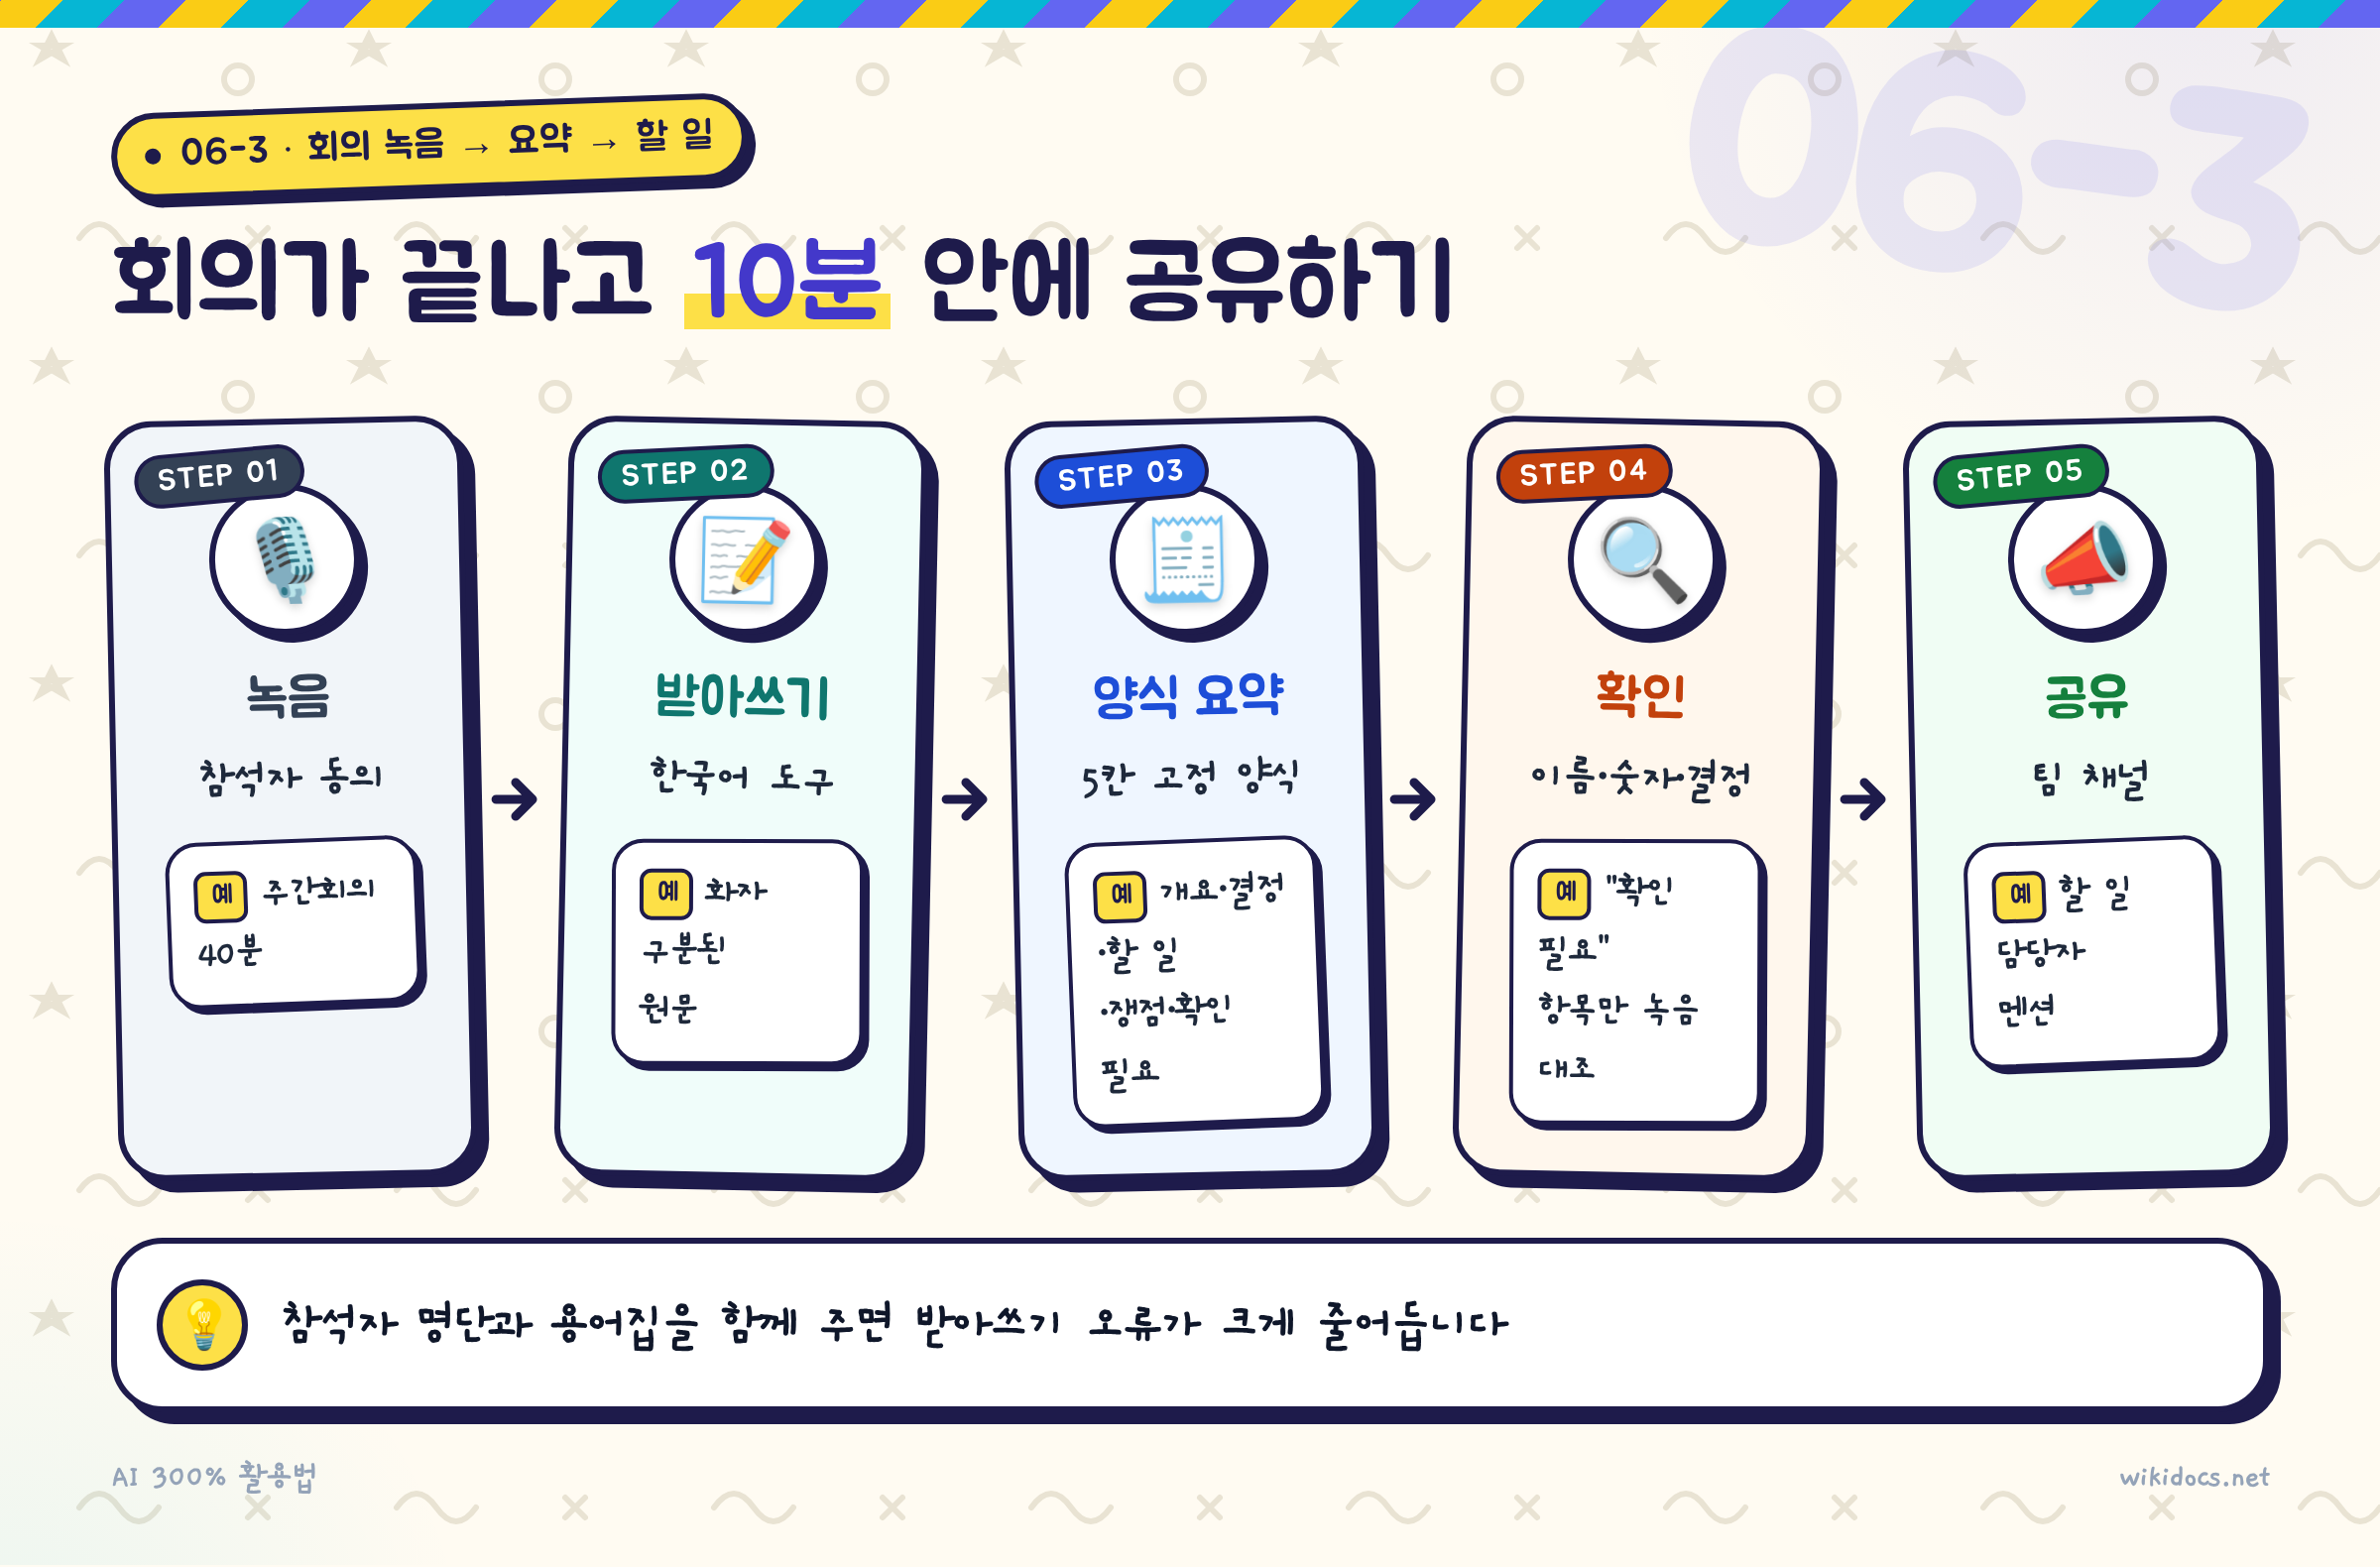 06-3
• 06-3 · 회의 녹음 → 요약 → 할 일
회의가 끝나고 10분 안에 공유하기
STEP 01
녹음
참석자 동의
예 주간회의
40분
→
STEP 02
받아쓰기
한국어 도구
예 화자
구분된
원문
→
STEP 03
양식 요약
5칸 고정 양식
예 개요·결정
·할 일
·쟁점·확인
필요
→
STEP 04
확인
이름·숫자·결정
예 "확인
필요"
항목만 녹음
대조
→
STEP 05
공유
팀 채널
예 할 일
담당자
멘션
참석자 명단과 용어집을 함께 주면 받아쓰기 오류가 크게 줄어듭니다
AI 300% 활용법
wikidocs.net